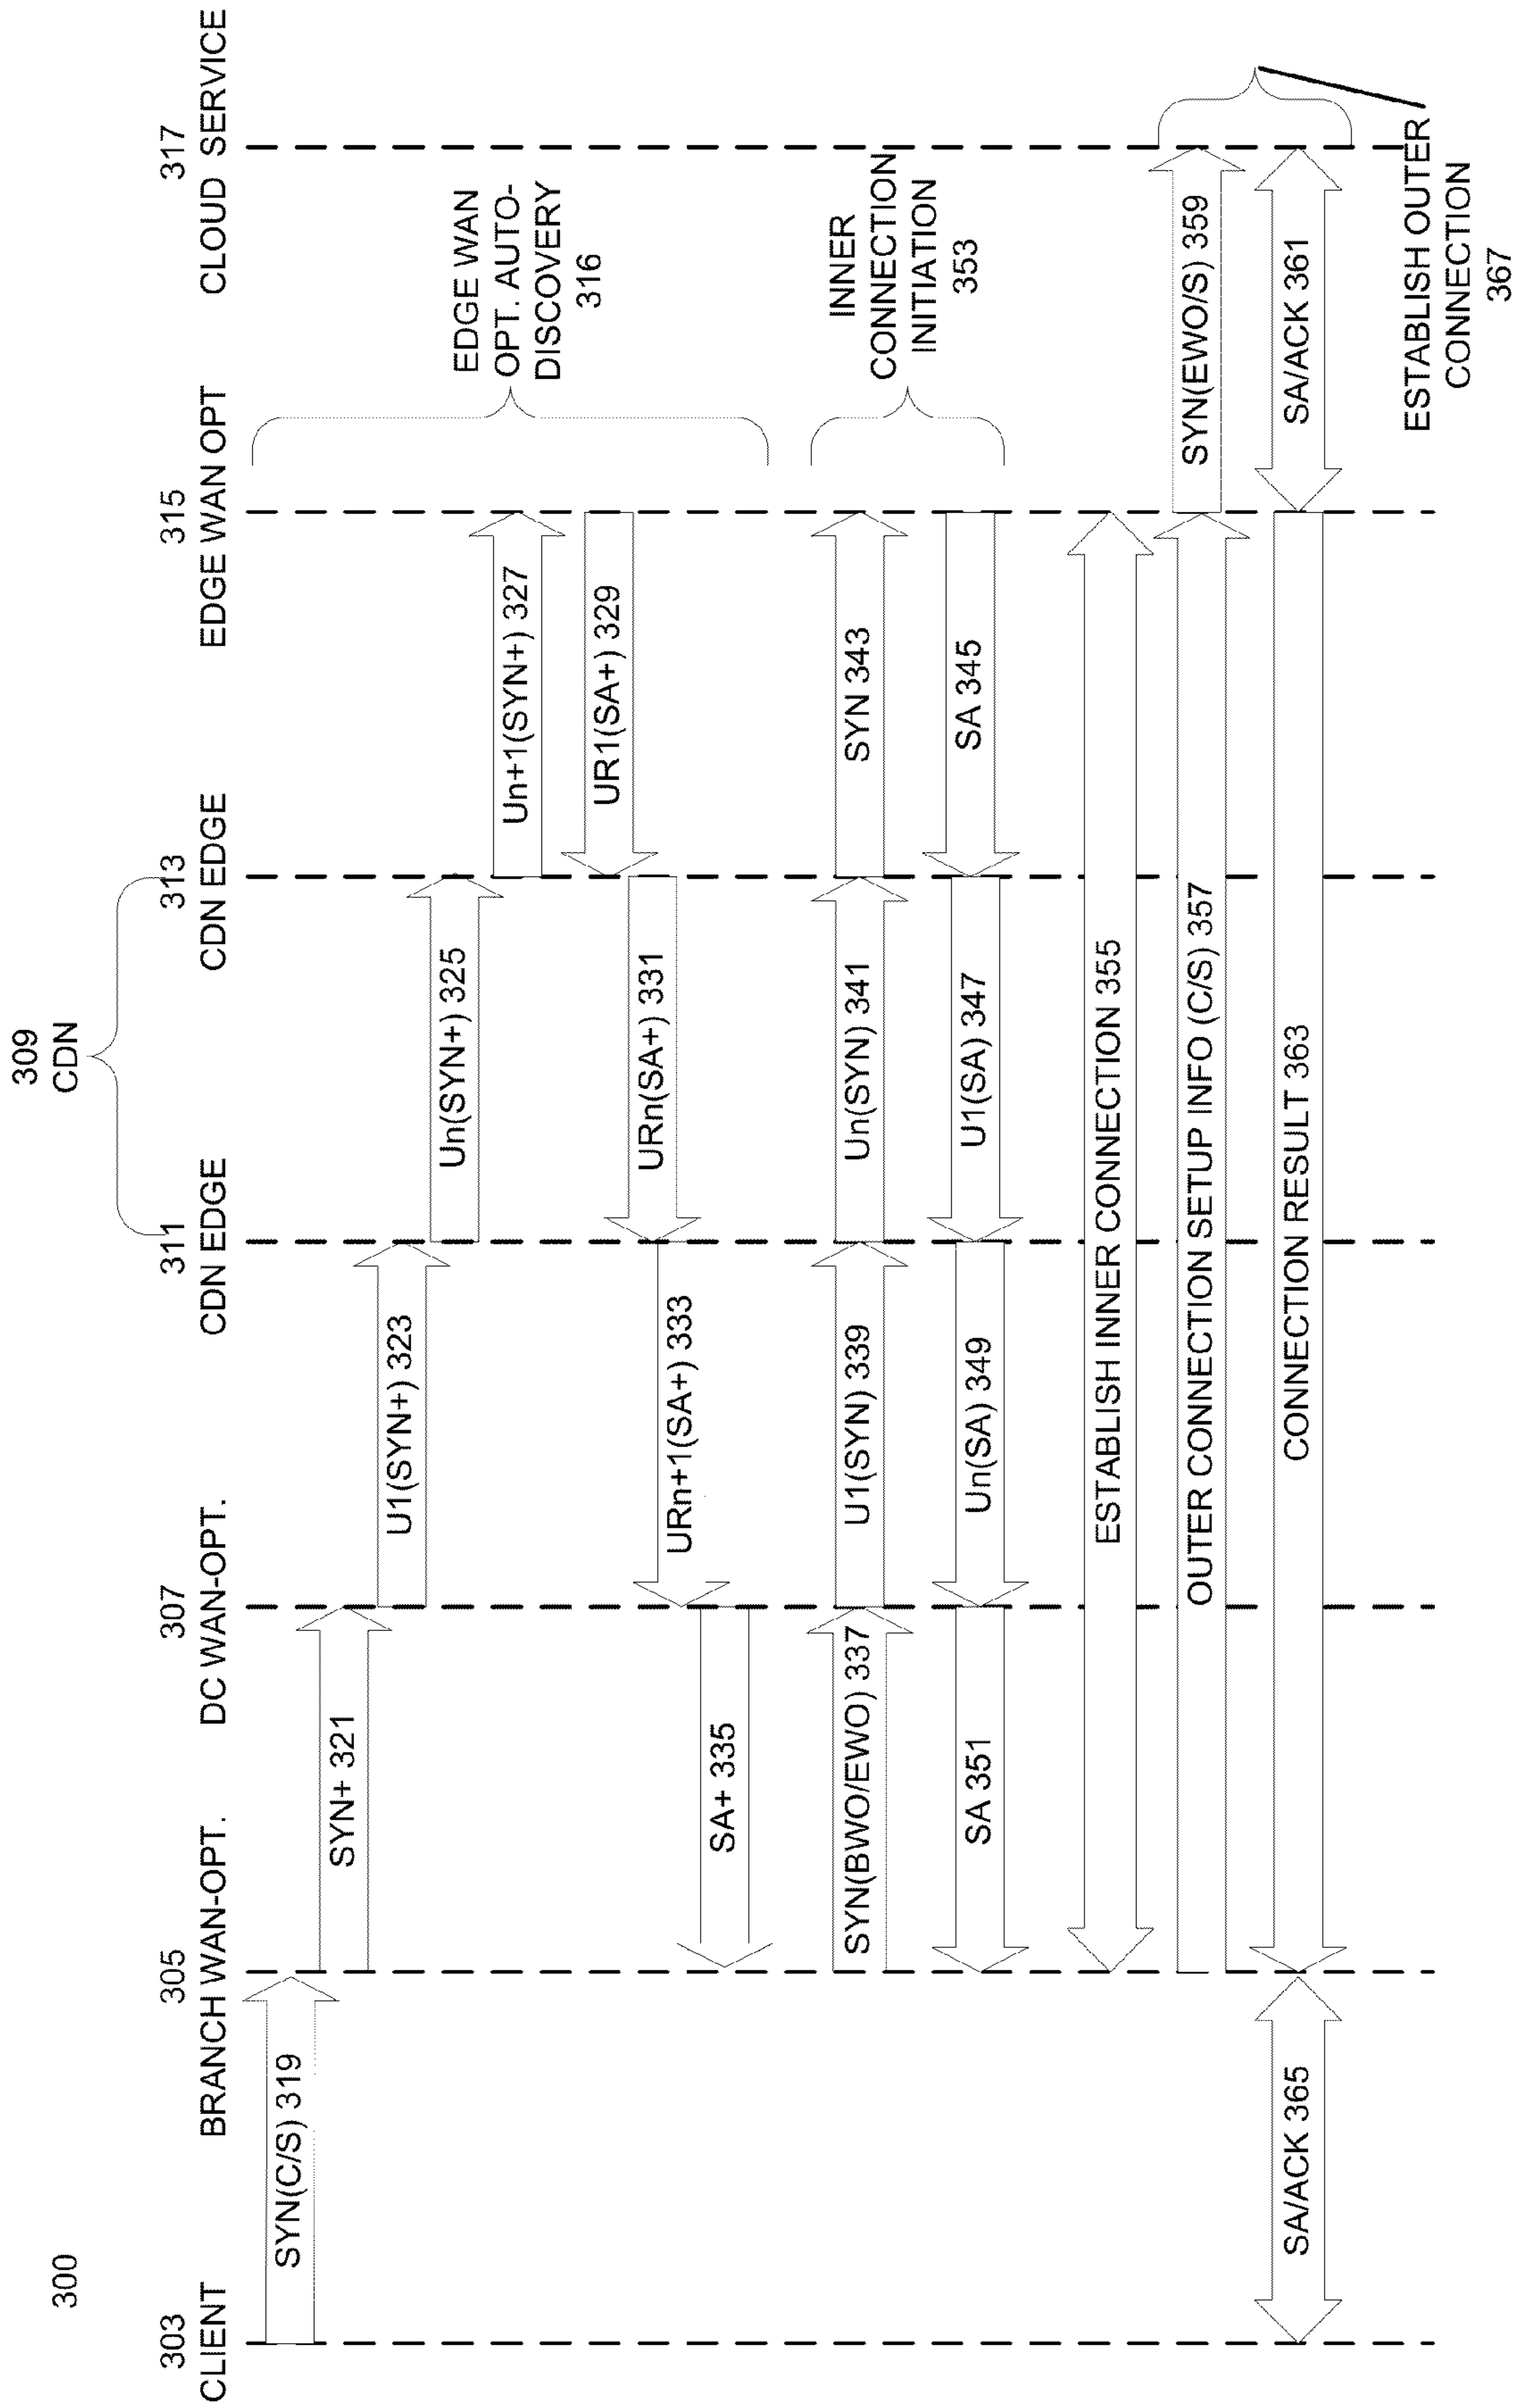 300
309
CDN
303
CLIENT
305
BRANCH WAN-OPT.
307
DC WAN-OPT.
311
CDN EDGE
313
CDN EDGE
315
EDGE WAN OPT
317
CLOUD SERVICE
SYN(C/S) 319
SYN+ 321
U1(SYN+) 323
Un(SYN+) 325
Un+1(SYN+) 327
UR1(SA+) 329
URn(SA+) 331
URn+1(SA+) 333
SA+ 335
EDGE WAN
OPT. AUTO-
DISCOVERY
316
SYN(BWO/EWO) 337
U1(SYN) 339
Un(SYN) 341
SYN 343
SA 345
U1(SA) 347
Un(SA) 349
SA 351
INNER
CONNECTION
INITIATION
353
ESTABLISH INNER CONNECTION 355
OUTER CONNECTION SETUP INFO (C/S) 357
SYN(EWO/S) 359
SA/ACK 361
CONNECTION RESULT 363
SA/ACK 365
ESTABLISH OUTER
CONNECTION
367